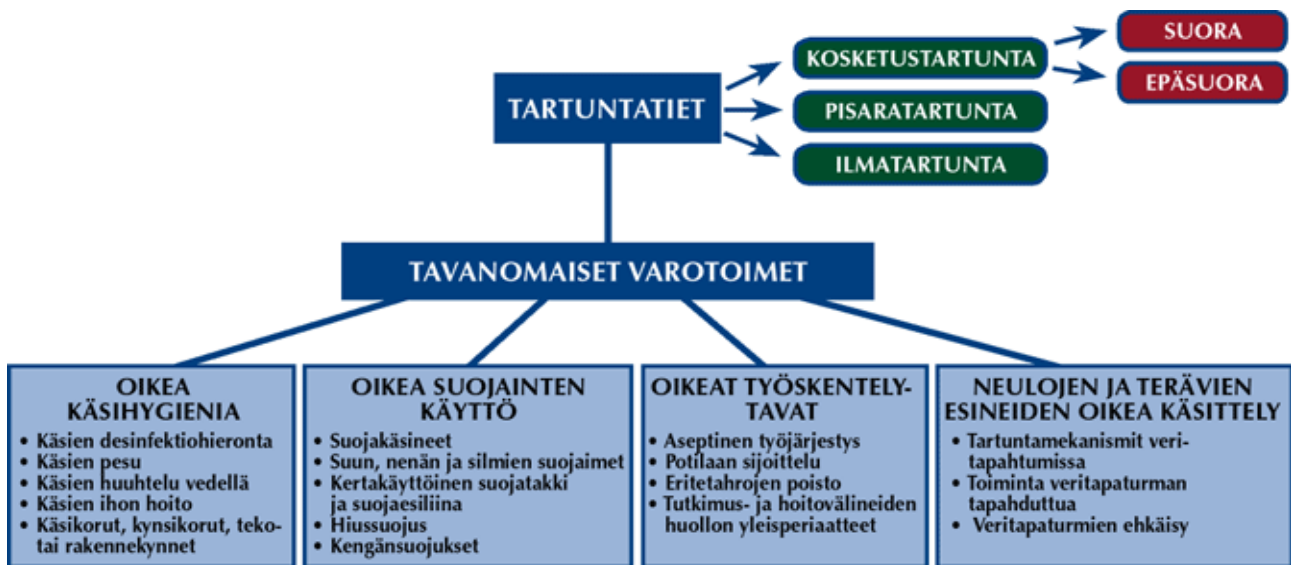 TARTUNTATIET
KOSKETUSTARTUNTA
SUORA
EPÄSUORA
PISARATARTUNTA
ILMATARTUNTA
TAVANOMAISET VAROTOIMET
OIKEA
KÄSIHYGIENIA
• Käsien desinfektiohieronta
• Käsien pesu
• Käsien huuhtelu vedellä
• Käsien ihon hoito
• Käsikorut, kynsikorut, teko-
tai rakennekynnet
OIKEA SUOJAINTEN
KÄYTTÖ
• Suojakäsineet
• Suun, nenän ja silmien suojaimet
• Kertakäyttöinen suojatakki
ja suojaesiliina
• Hiussuojus
• Kengänsuojukset
OIKEAT TYÖSKENTELY-
TAVAT
• Aseptinen työjärjestys
• Potilaan sijoittelu
• Eritetahrojen poisto
• Tutkimus- ja hoitovälineiden
huollon yleisperiaatteet
NEULOJEN JA TERÄVIEN
ESINEIDEN OIKEA KÄSITTELY
• Tartuntamekanismit veri-
tapahtumissa
• Toiminta veritapaturman
tapahduttua
• Veritapaturmien ehkäisy